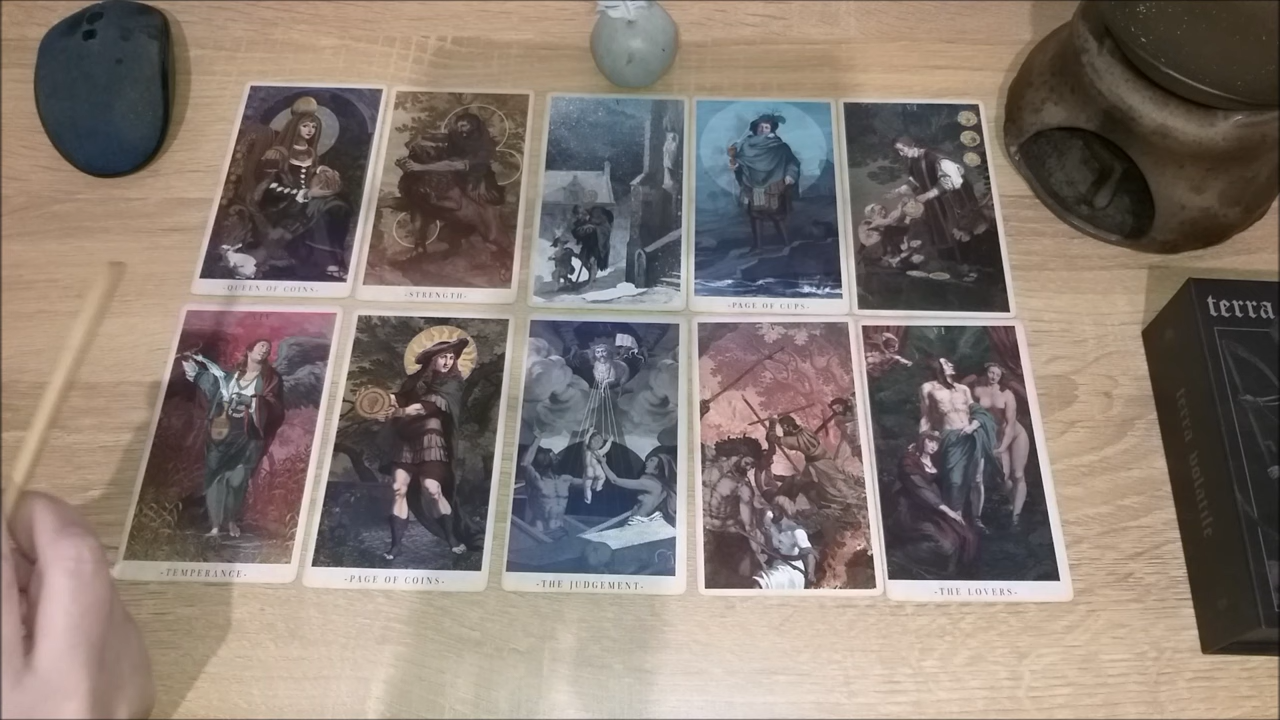 -QUEEN OF COINS-
-STRENGTH-
-PAGE OF CUPS-
-TEMPERANCE-
-PAGE OF COINS-
-THE JUDGEMENT-
-THE LOVERS-
terra
terra volatile